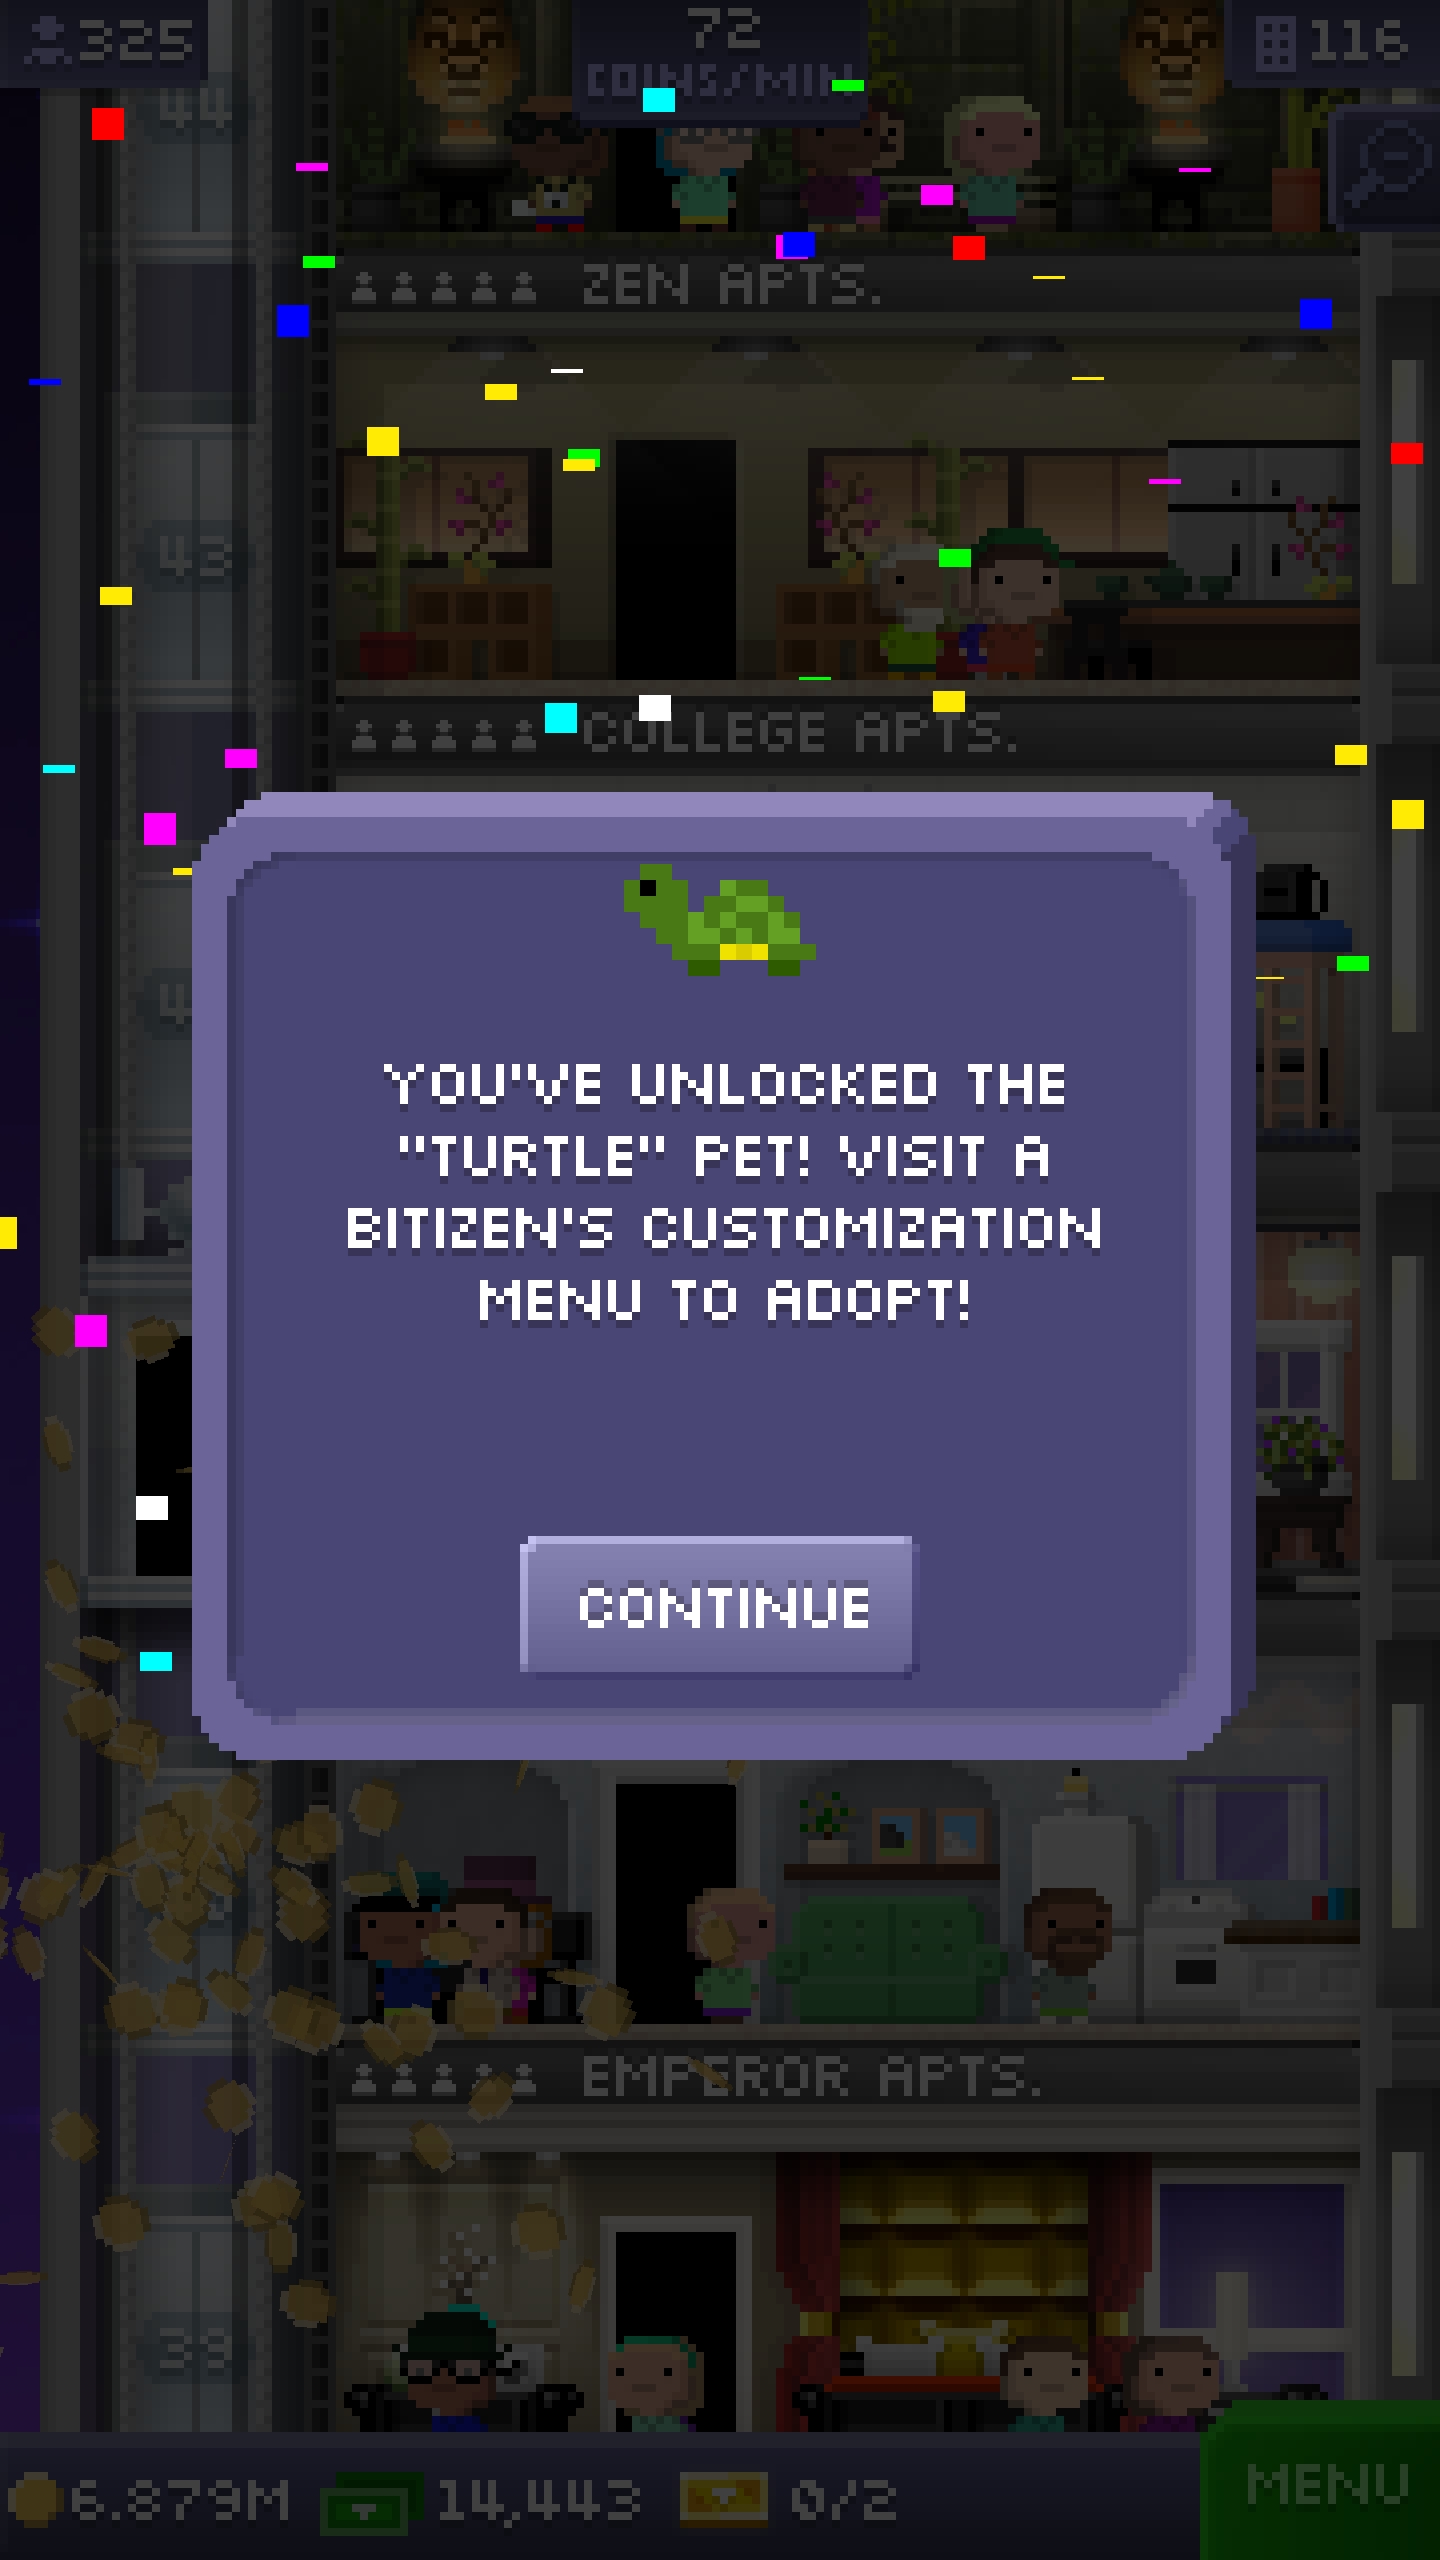 325
72
COINS/MIN
116
44
ZEN APTS.
43
COLLEGE APTS.
YOU'VE UNLOCKED THE
"TURTLE" PET! VISIT A
BITIZEN'S CUSTOMIZATION
MENU TO ADOPT!
CONTINUE
EMPEROR APTS.
38
6.879M
14,443
0/2
MENU